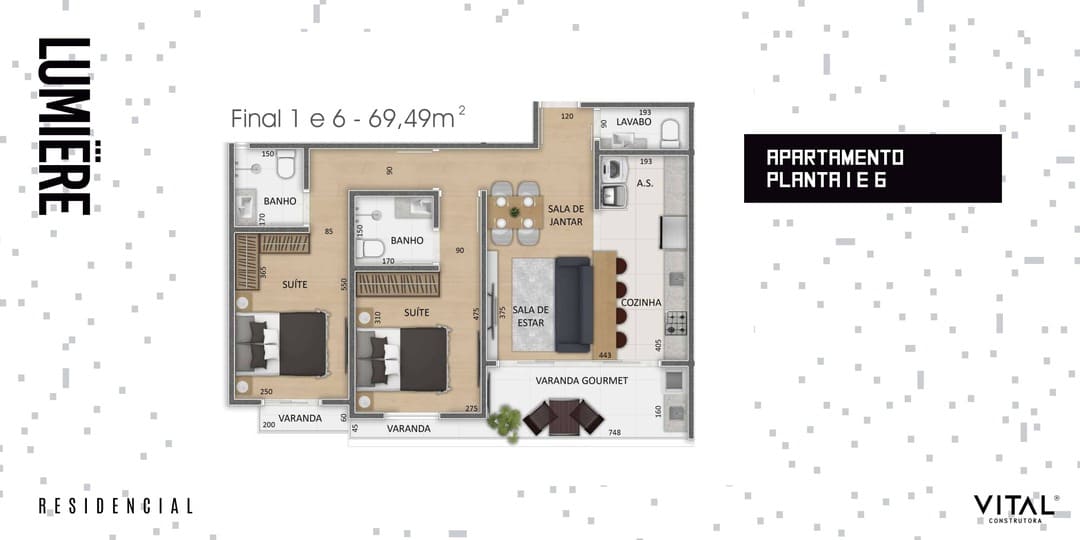 LUMIËRE
Final 1 e 6 - 69,49m²
APARTAMENTO
PLANTA 1 E 6
120
90
LAVABO
193
193
A.S.
150
BANHO
170
90
85
SALA DE
JANTAR
150
BANHO
170
90
365
SUÍTE
550
310
SUÍTE
475
375
SALA DE
ESTAR
COZINHA
443
405
250
275
VARANDA GOURMET
160
748
VARANDA
200
60
45
VARANDA
RESIDENCIAL
VITAL®
CONSTRUTORA